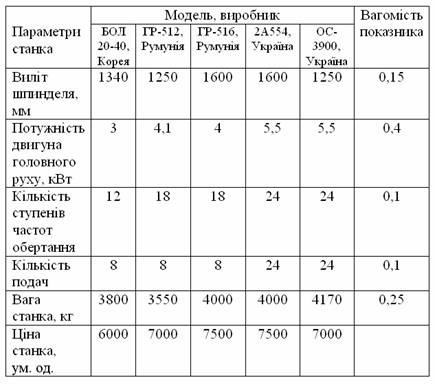 Параметри станка
Модель, виробник
Вагомість показника
БОЛ 20-40, Корея
ГР-512, Румунія
ГР-516, Румунія
2А554, Україна
ОС-3900, Україна
Виліт шпинделя, мм
1340 1250 1600 1600 1250 0,15
Потужність двигуна головного руху, кВт
3 4,1 4 5,5 5,5 0,4
Кількість ступенів частот обертання
12 18 18 24 24 0,1
Кількість подач
8 8 8 24 24 0,1
Вага станка, кг
3800 3550 4000 4000 4170 0,25
Ціна станка, ум. од.
6000 7000 7500 7500 7000